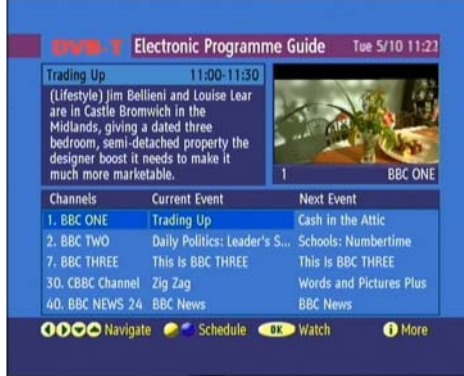 DVB-T Electronic Programme Guide Tue 5/10 11:23
Trading Up 11:00-11:30
(Lifestyle) Jim Bellieni and Louise Lear
are in Castle Bromwich in the
Midlands, giving a dated three
bedroom, semi-detached property the
designer boost it needs to make it
much more marketable.
1 BBC ONE
Channels Current Event Next Event
1. BBC ONE Trading Up Cash in the Attic
2. BBC TWO Daily Politics: Leader's S... Schools: Numbertime
7. BBC THREE This Is BBC THREE This Is BBC THREE
30. CBBC Channel Zig Zag Words and Pictures Plus
40. BBC NEWS 24 BBC News BBC News
Navigate Schedule OK Watch i More